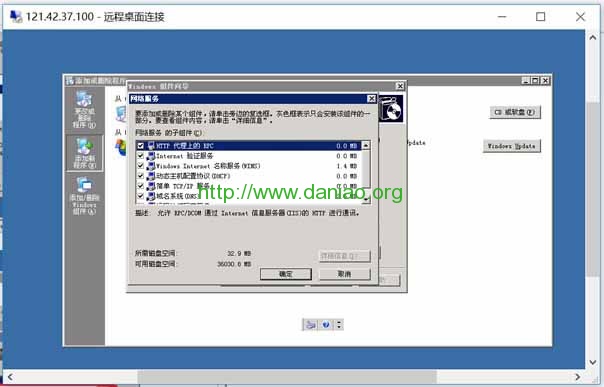 121.42.37.100 - 远程桌面连接
添加或删除程序
更改或
删除
程序(H)
添加新
程序(N)
添加/删除
Windows
组件(A)
从
从
CD 或软盘(F)
Update
Windows Update
Windows 组件向导
网络服务
要添加或删除某个组件，请单击旁边的复选框。灰色框表示只会安装该组件的一
部分。要查看组件内容，请单击“详细信息”。
网络服务 的子组件(C):
HTTP 代理上的 RPC 0.0 MB
Internet 验证服务 0.0 MB
Windows Internet 名称服务(WINS) 1.4 MB
动态主机配置协议(DHCP) 0.0 MB
简单 TCP/IP 服务 0.0 MB
域名系统(DNS)
http://www.daniao.org
描述: 允许 RPC/DCOM 通过 Internet 信息服务器(IIS)的 HTTP 进行通讯。
所需磁盘空间: 32.9 MB
可用磁盘空间: 36030.8 MB
详细信息(D)...
确定
取消